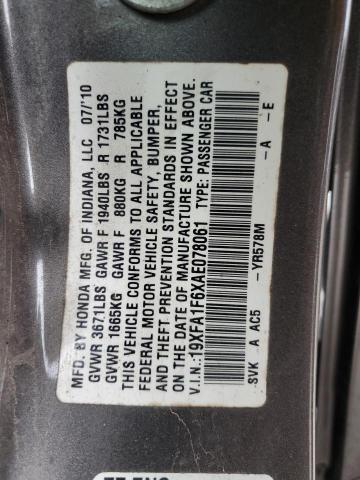 MFD. BY HONDA MFG. OF INDIANA, LLC 07/'10
GVWR 3671LBS GAWR F 1940LBS R 1731LBS
GVWR 1665KG GAWR F 880KG R 785KG
THIS VEHICLE CONFORMS TO ALL APPLICABLE
FEDERAL MOTOR VEHICLE SAFETY, BUMPER,
AND THEFT PREVENTION STANDARDS IN EFFECT
ON THE DATE OF MANUFACTURE SHOWN ABOVE.
V.I.N.:19XFA1F6XAE078061 TYPE: PASSENGER CAR
SVK A AC5 —YR578M —A —E